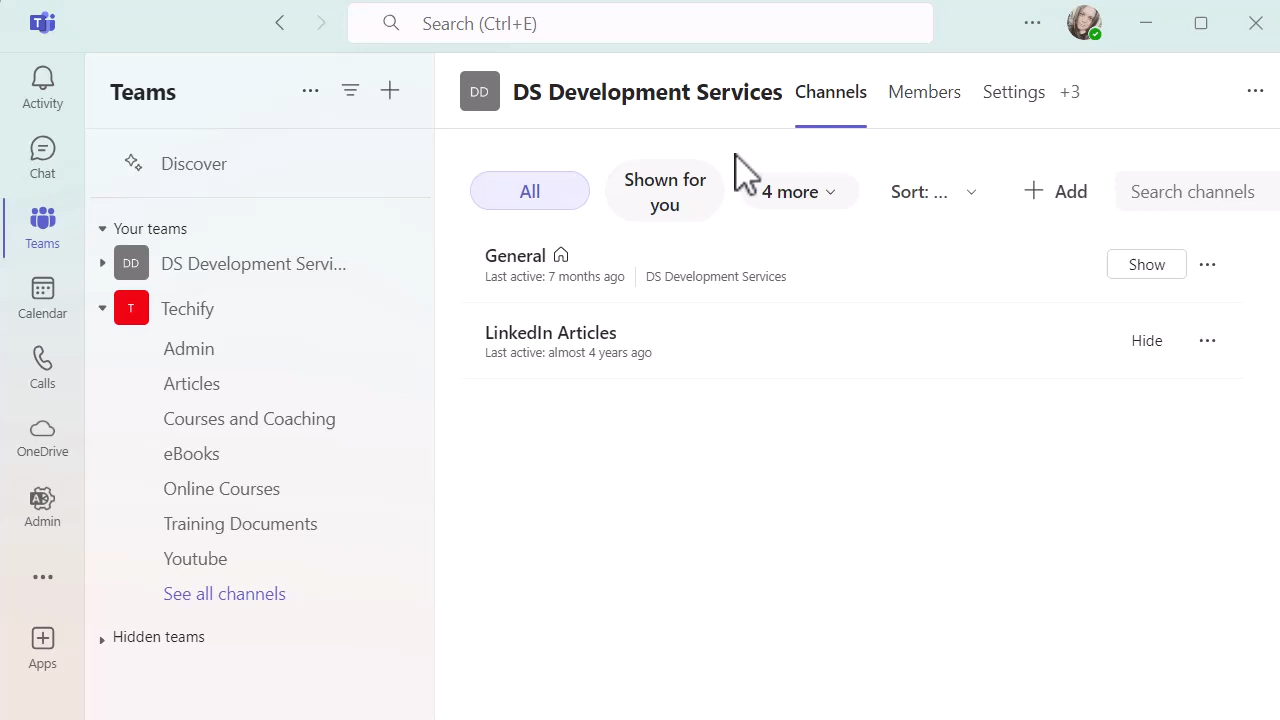 Search (Ctrl+E)
Activity
Chat
Teams
Calendar
Calls
OneDrive
Admin
Apps
Teams
Discover
Your teams
DD DS Development Servi...
T Techify
Admin
Articles
Courses and Coaching
eBooks
Online Courses
Training Documents
Youtube
See all channels
Hidden teams
DD DS Development Services Channels Members Settings +3
All
Shown for
you
4 more
Sort: ...
Add
Search channels
General
Last active: 7 months ago DS Development Services
Show
LinkedIn Articles
Last active: almost 4 years ago
Hide